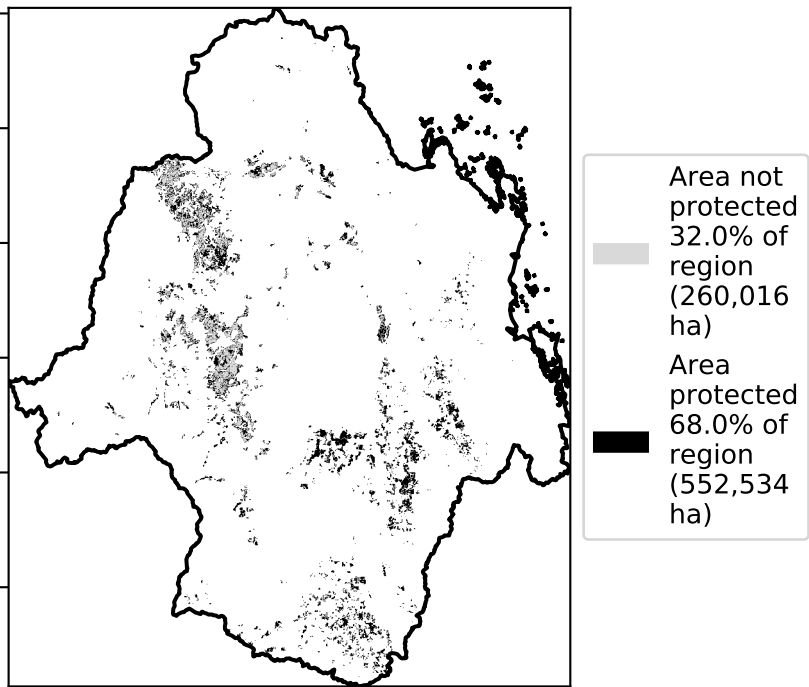 Area not
protected
32.0% of
region
(260,016
ha)
Area
protected
68.0% of
region
(552,534
ha)